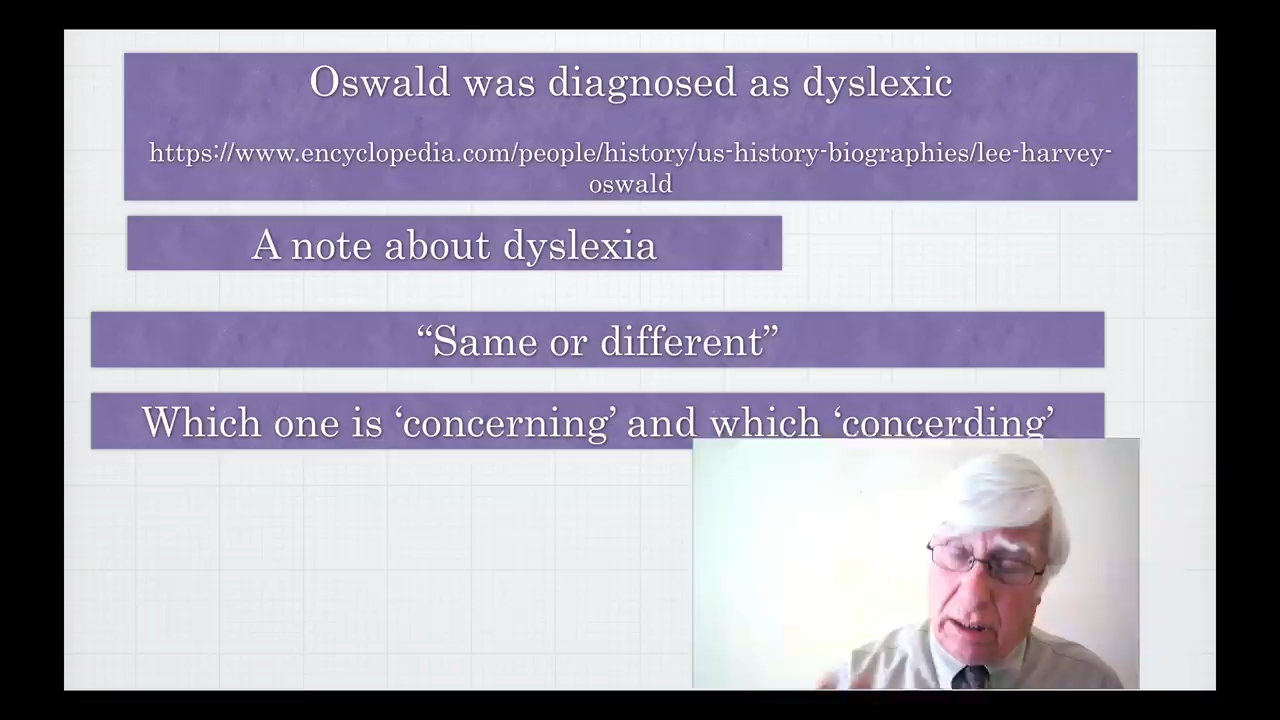 Oswald was diagnosed as dyslexic
https://www.encyclopedia.com/people/history/us-history-biographies/lee-harvey-
oswald
A note about dyslexia
“Same or different”
Which one is ‘concerning’ and which ‘concerding’